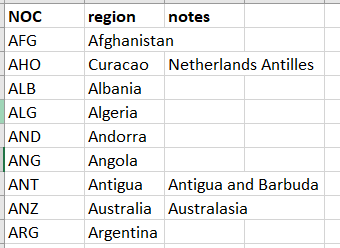 NOC region notes
AFG Afghanistan
AHO Curacao Netherlands Antilles
ALB Albania
ALG Algeria
AND Andorra
ANG Angola
ANT Antigua Antigua and Barbuda
ANZ Australia Australasia
ARG Argentina